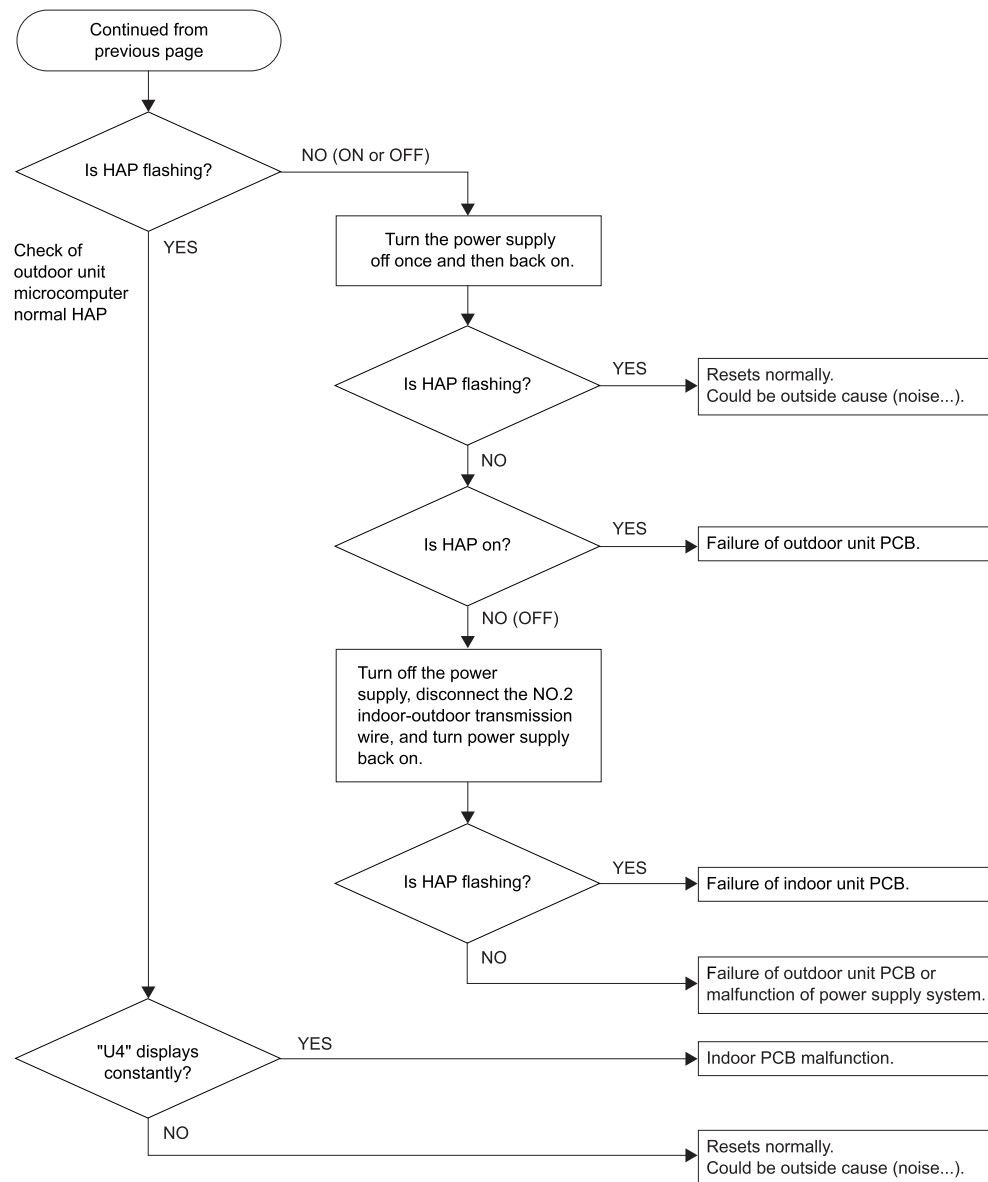 Continued from
previous page
Is HAP flashing?
NO (ON or OFF)
YES
Check of
outdoor unit
microcomputer
normal HAP
Turn the power supply
off once and then back on.
Is HAP flashing?
YES
Resets normally.
Could be outside cause (noise...).
NO
Is HAP on?
YES
Failure of outdoor unit PCB.
NO (OFF)
Turn off the power
supply, disconnect the NO.2
indoor-outdoor transmission
wire, and turn power supply
back on.
Is HAP flashing?
YES
Failure of indoor unit PCB.
NO
Failure of outdoor unit PCB or
malfunction of power supply system.
"U4" displays
constantly?
YES
Indoor PCB malfunction.
NO
Resets normally.
Could be outside cause (noise...).